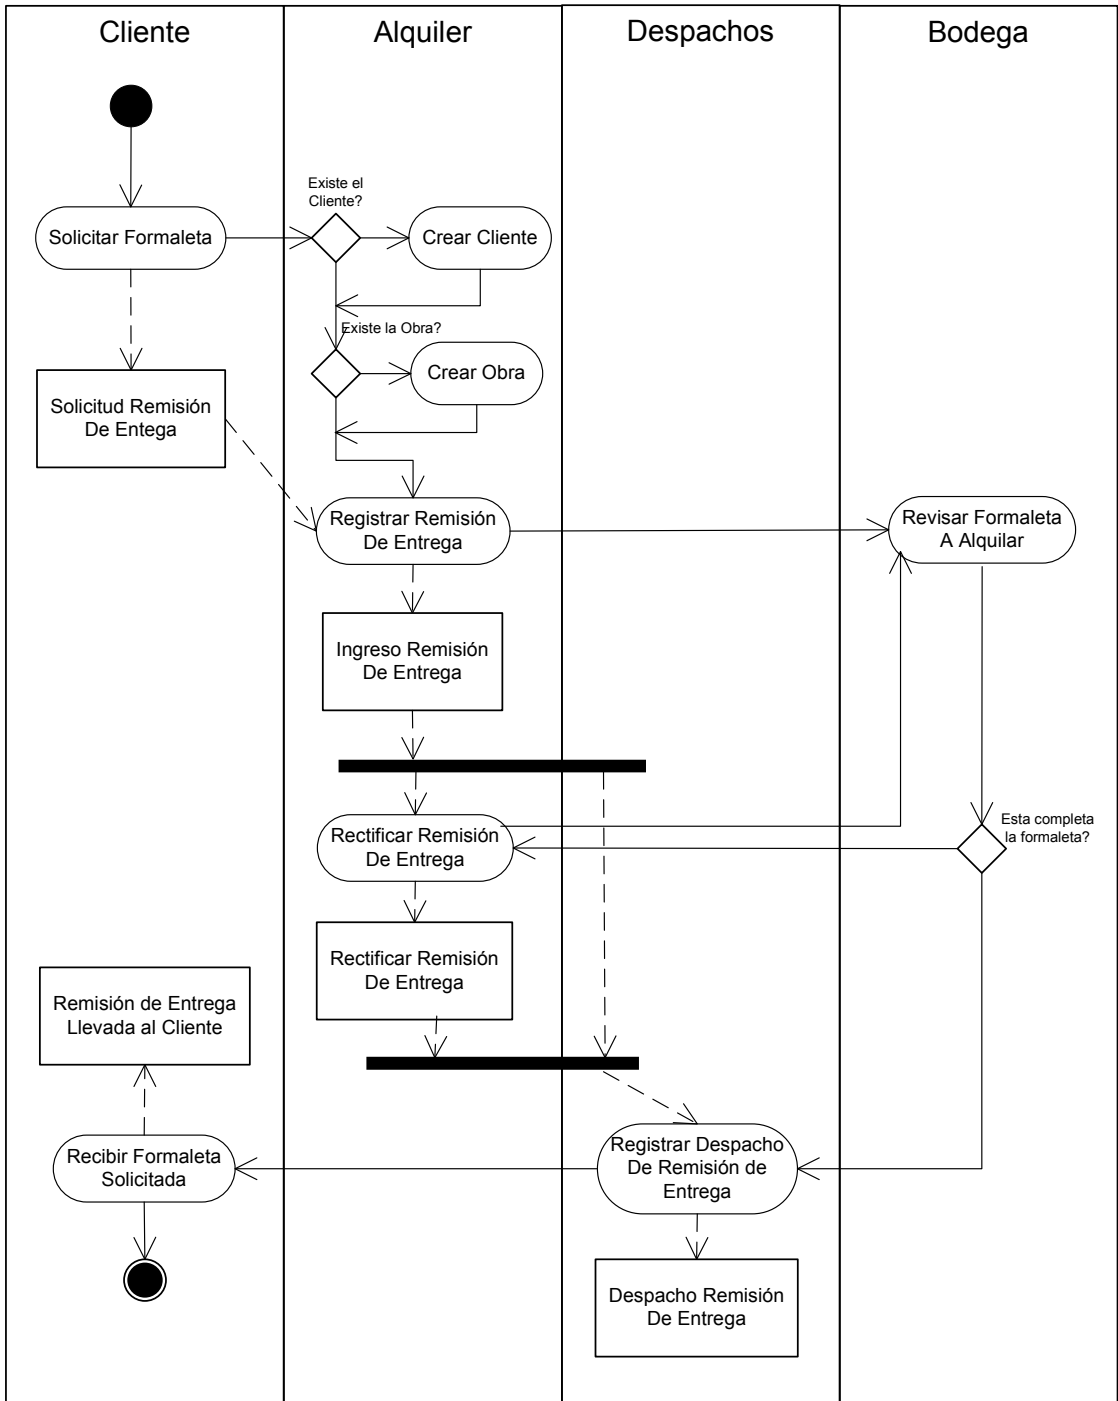 Cliente
Alquiler
Despachos
Bodega
Existe el
Cliente?
Solicitar Formaleta
Crear Cliente
Existe la Obra?
Crear Obra
Solicitud Remisión
De Entega
Registrar Remisión
De Entrega
Revisar Formaleta
A Alquilar
Ingreso Remisión
De Entrega
Rectificar Remisión
De Entrega
Esta completa
la formaleta?
Rectificar Remisión
De Entrega
Remisión de Entrega
Llevada al Cliente
Recibir Formaleta
Solicitada
Registrar Despacho
De Remisión de
Entrega
Despacho Remisión
De Entrega